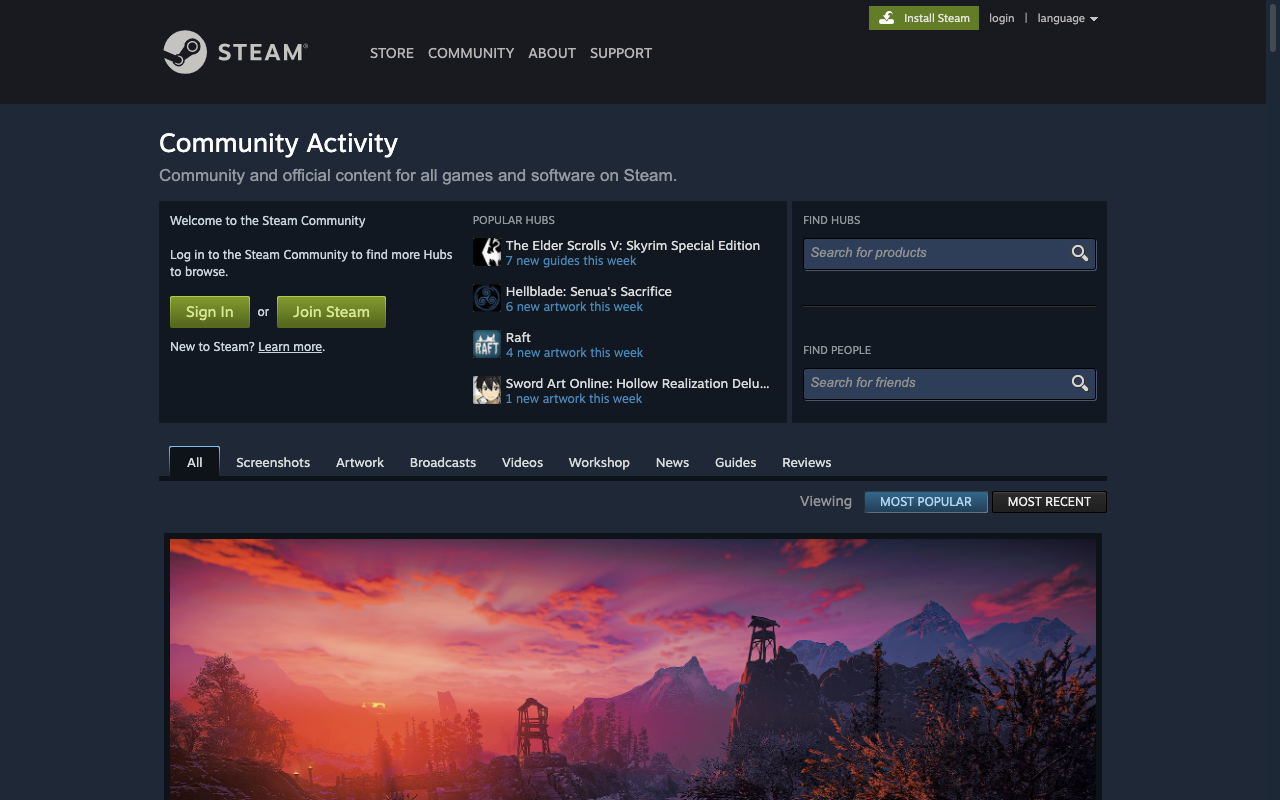 Install Steam
login
|
language
STEAM®
STORE
COMMUNITY
ABOUT
SUPPORT
Community Activity
Community and official content for all games and software on Steam.
Welcome to the Steam Community
Log in to the Steam Community to find more Hubs
to browse.
Sign In
or
Join Steam
New to Steam? Learn more.
POPULAR HUBS
The Elder Scrolls V: Skyrim Special Edition
7 new guides this week
Hellblade: Senua's Sacrifice
6 new artwork this week
RAFT
Raft
4 new artwork this week
Sword Art Online: Hollow Realization Delu...
1 new artwork this week
FIND HUBS
Search for products
FIND PEOPLE
Search for friends
All
Screenshots
Artwork
Broadcasts
Videos
Workshop
News
Guides
Reviews
Viewing
MOST POPULAR
MOST RECENT